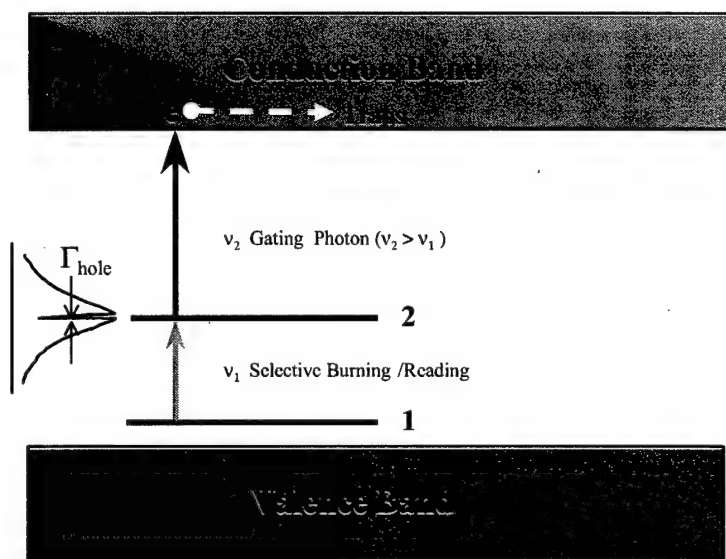 Conduction Band
ν₂ Gating Photon (ν₂ > ν₁)
Γhole
2
ν₁ Selective Burning /Reading
1
Valence Band